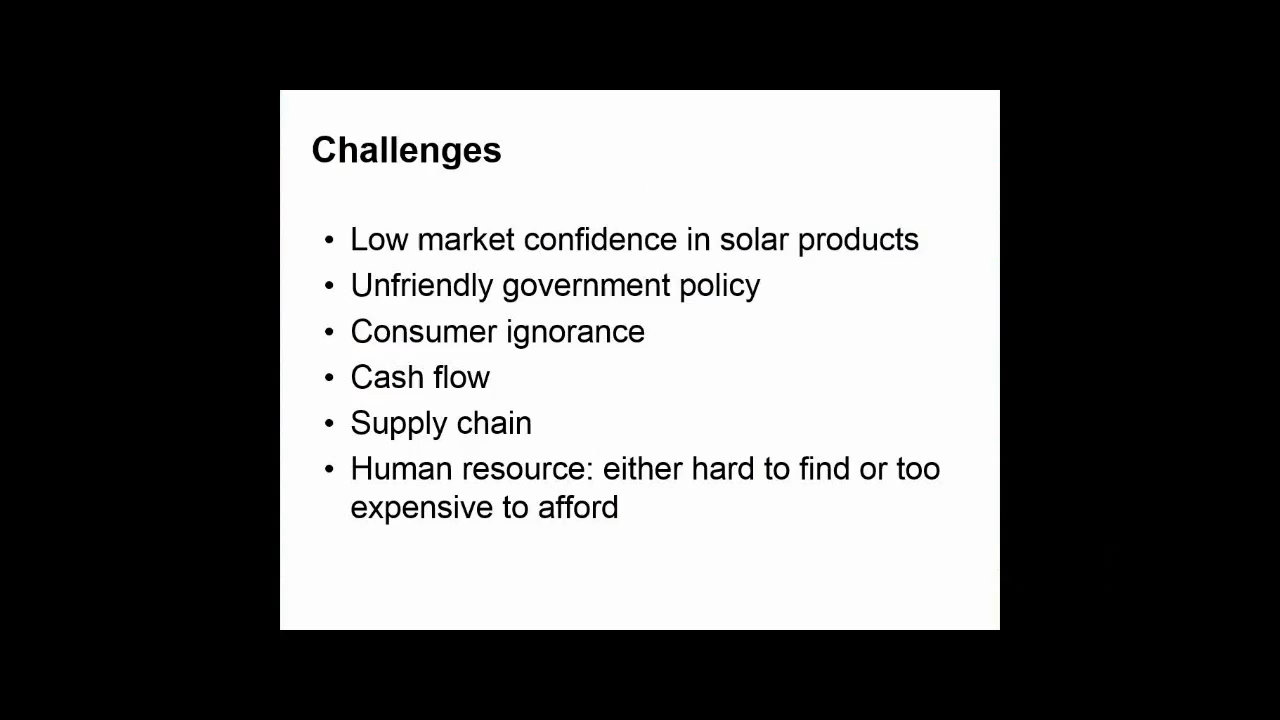 Challenges
• Low market confidence in solar products
• Unfriendly government policy
• Consumer ignorance
• Cash flow
• Supply chain
• Human resource: either hard to find or too
expensive to afford